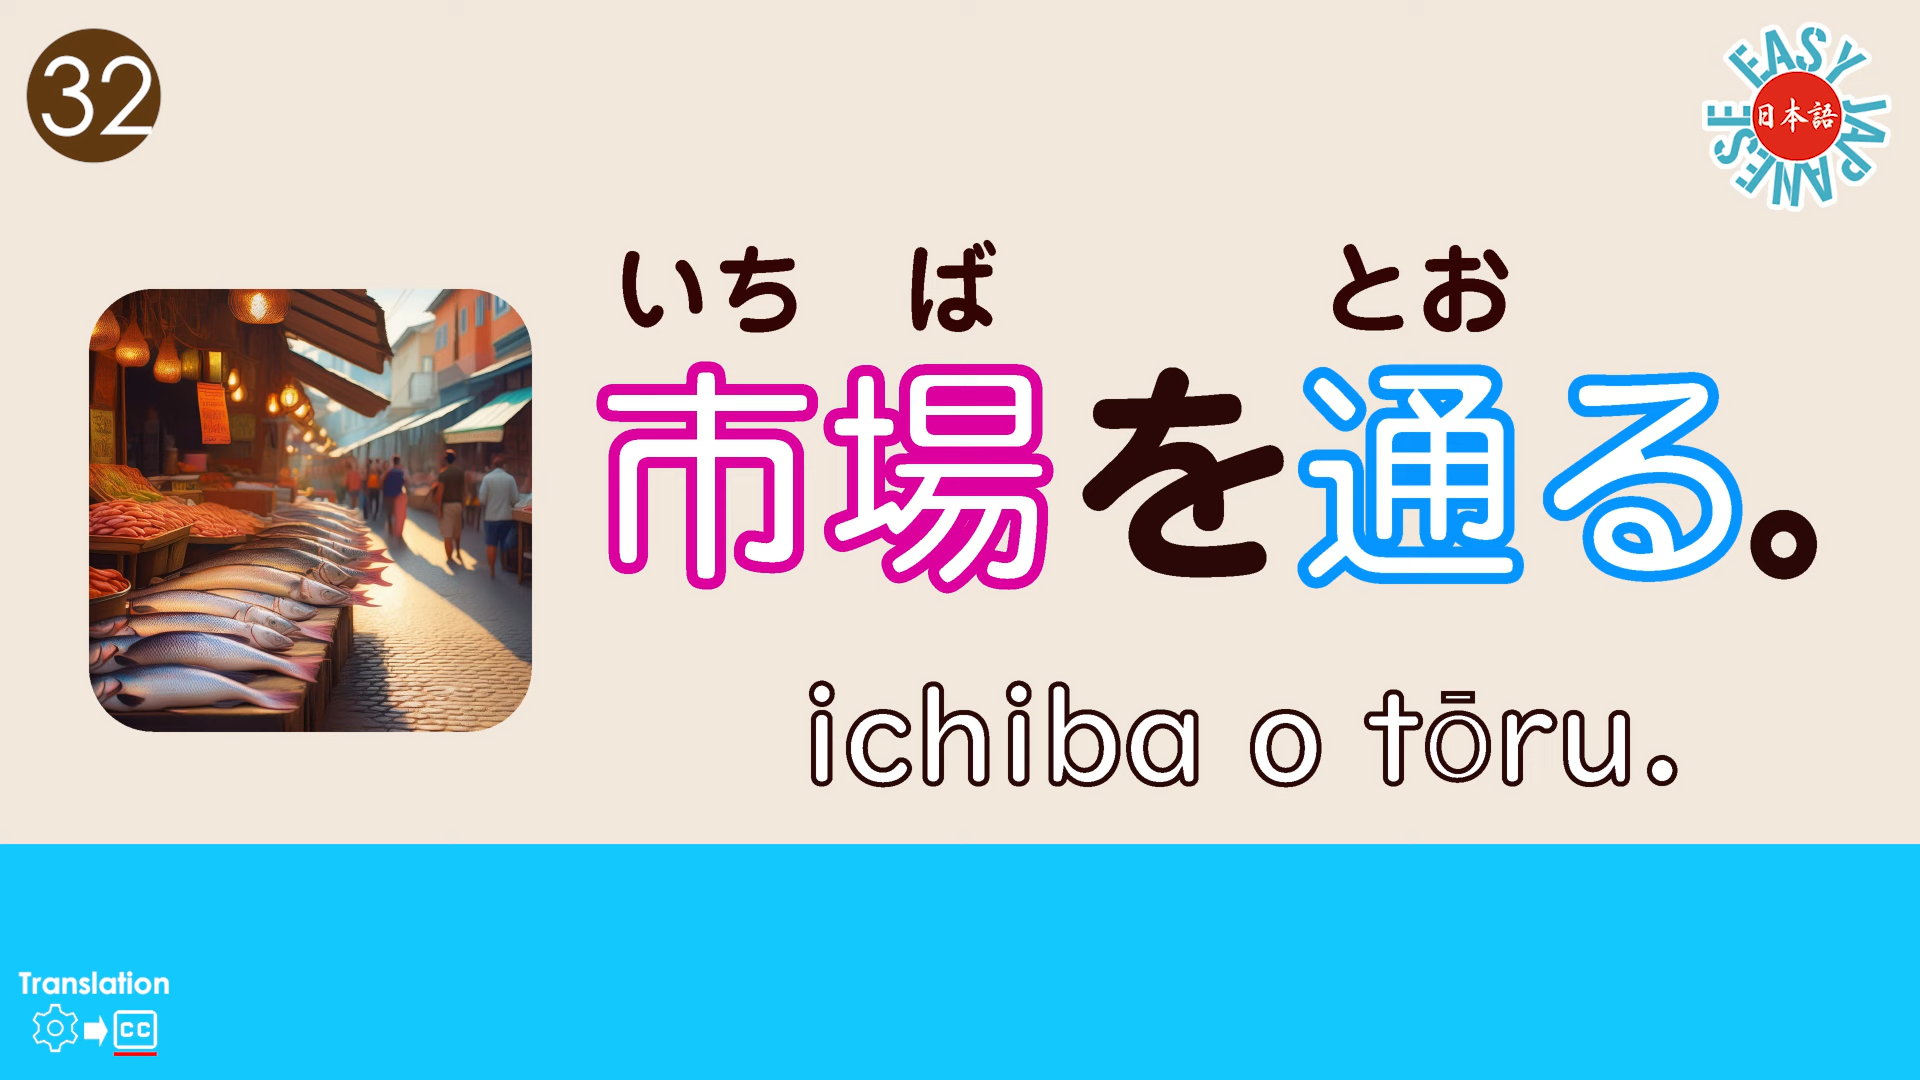 32
EASY JAPANESE
日本語
いち ば とお
市場を通る。
ichiba o tōru.
Translation
CC